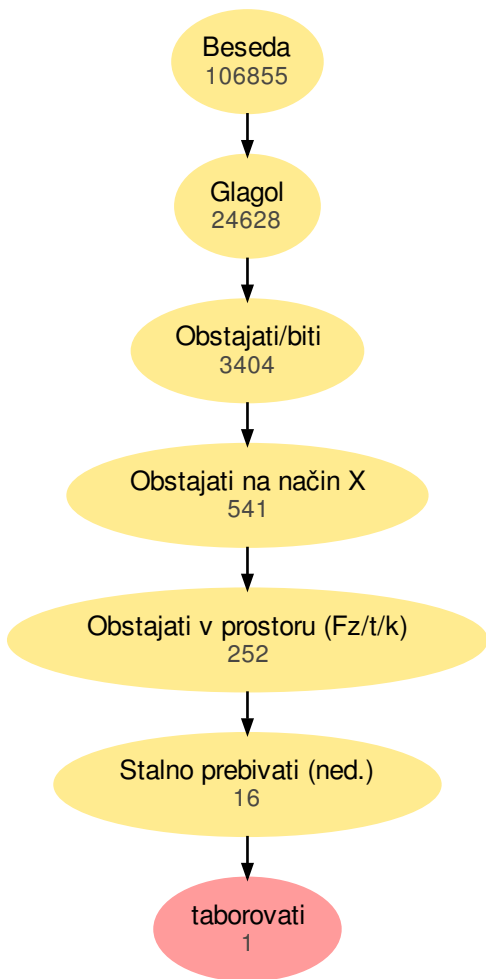 Beseda
106855
Glagol
24628
Obstajati/biti
3404
Obstajati na način X
541
Obstajati v prostoru (Fz/t/k)
252
Stalno prebivati (ned.)
16
taborovati
1